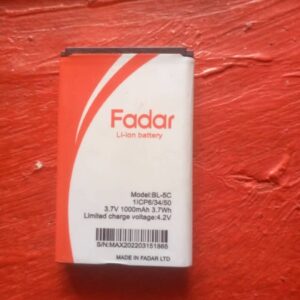 Fadar
Li-ion battery
Model:BL-5C
1ICP6/34/50
3.7V 1000mAh 3.7Wh
Limited charge voltage:4.2V
S/N:MAX202203151865
MADE IN FADAR LTD